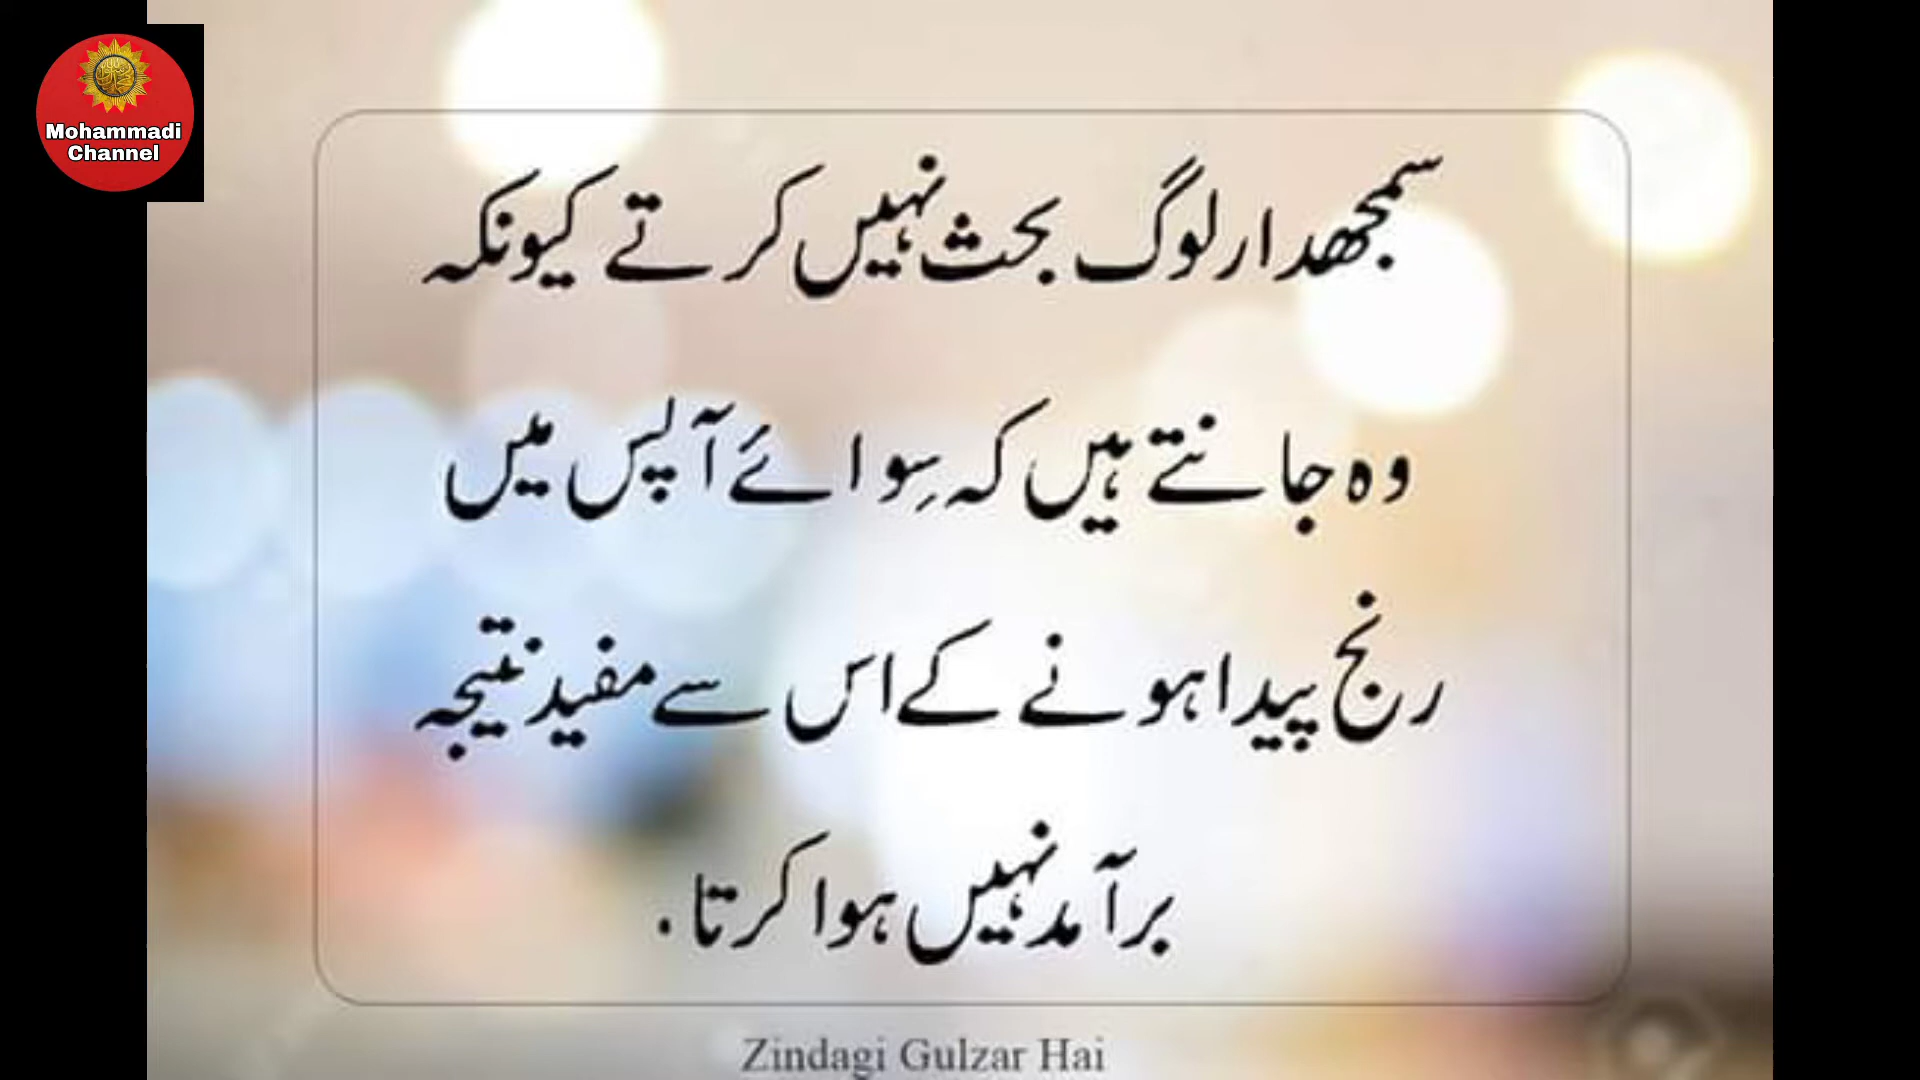 Mohammadi
Channel
سمجھدار لوگ بحث نہیں کرتے کیونکہ
وہ جانتے ہیں کہ سِوائے آپس میں
رنج پیدا ہونے کے اس سے مفید نتیجہ
برآمد نہیں ہوا کرتا.
Zindagi Gulzar Hai